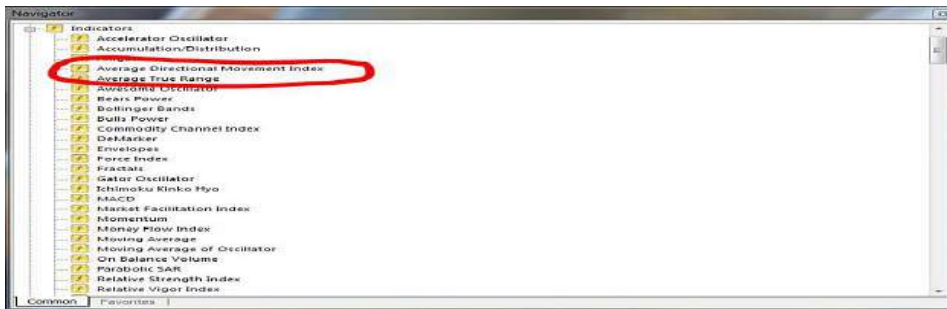 Navigator
Indicators
Accelerator Oscillator
Accumulation/Distribution
Average Directional Movement Index
Average True Range
Awesome Oscillator
Bears Power
Bollinger Bands
Bulls Power
Commodity Channel Index
DeMarker
Envelopes
Force Index
Fractals
Gator Oscillator
Ichimoku Kinko Hyo
MACD
Market Facilitation Index
Momentum
Money Flow Index
Moving Average
Moving Average of Oscillator
On Balance Volume
Parabolic SAR
Relative Strength Index
Relative Vigor Index
Common Favorites